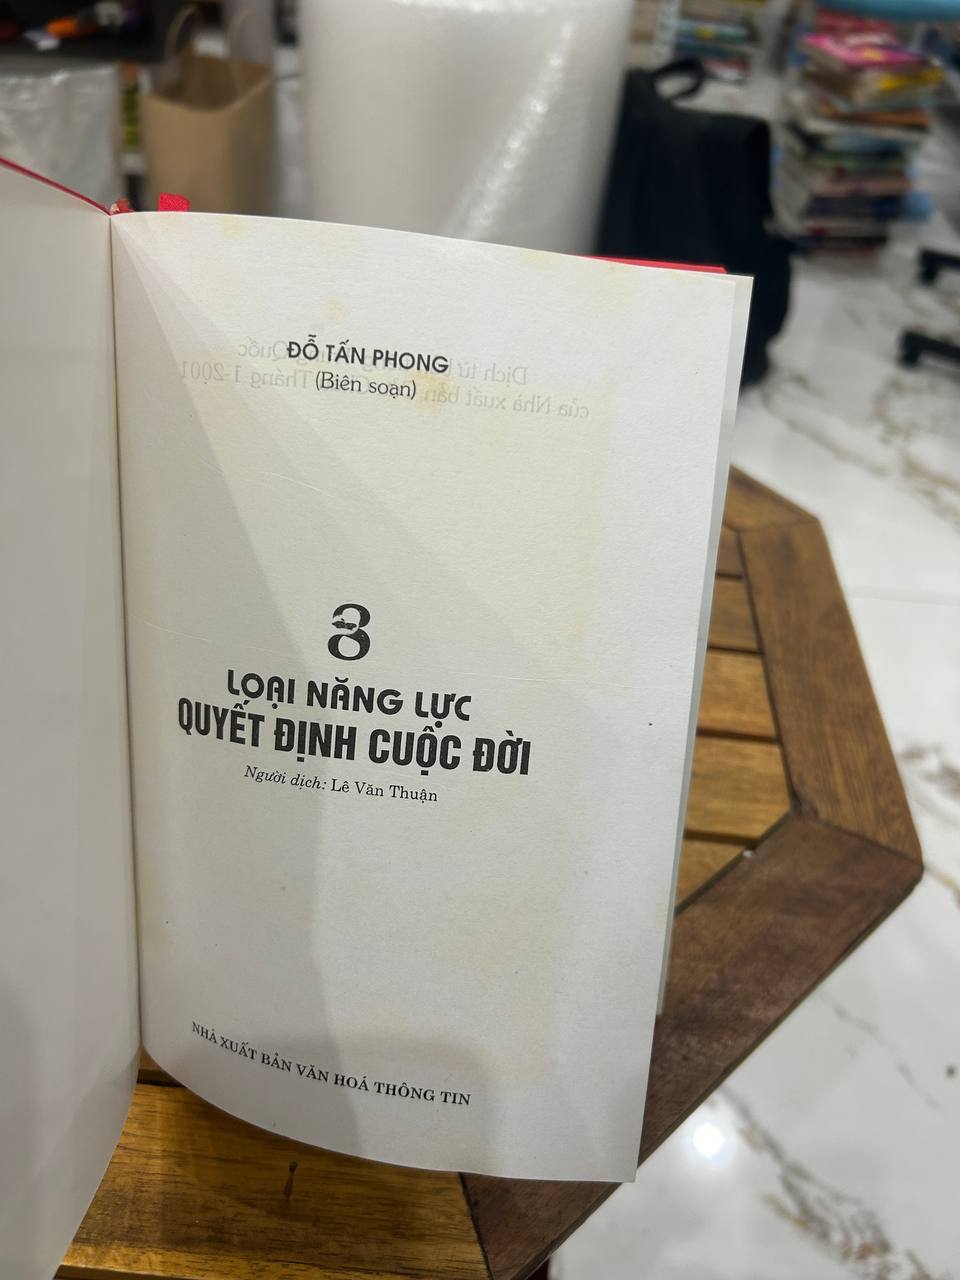 ĐỖ TẤN PHONG
(Biên soạn)
8
LOẠI NĂNG LỰC
QUYẾT ĐỊNH CUỘC ĐỜI
Người dịch: Lê Văn Thuận
NHÀ XUẤT BẢN VĂN HOÁ THÔNG TIN